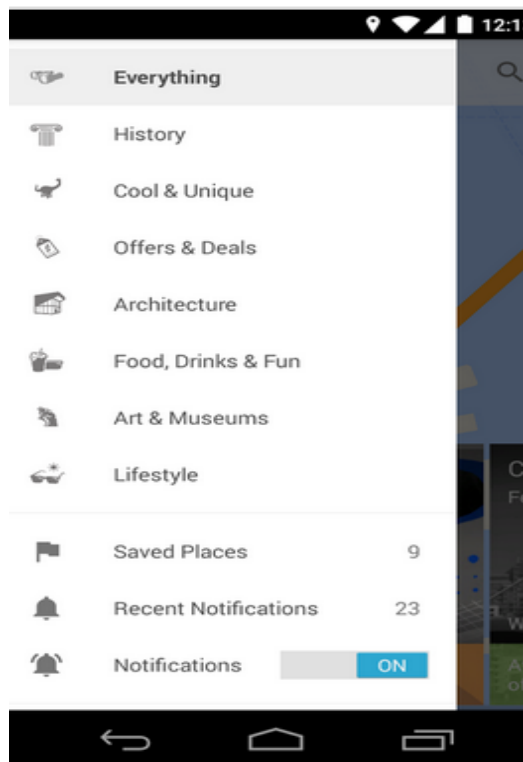 12:1
Everything
History
Cool & Unique
Offers & Deals
Architecture
Food, Drinks & Fun
Art & Museums
Lifestyle
Saved Places 9
Recent Notifications 23
Notifications ON